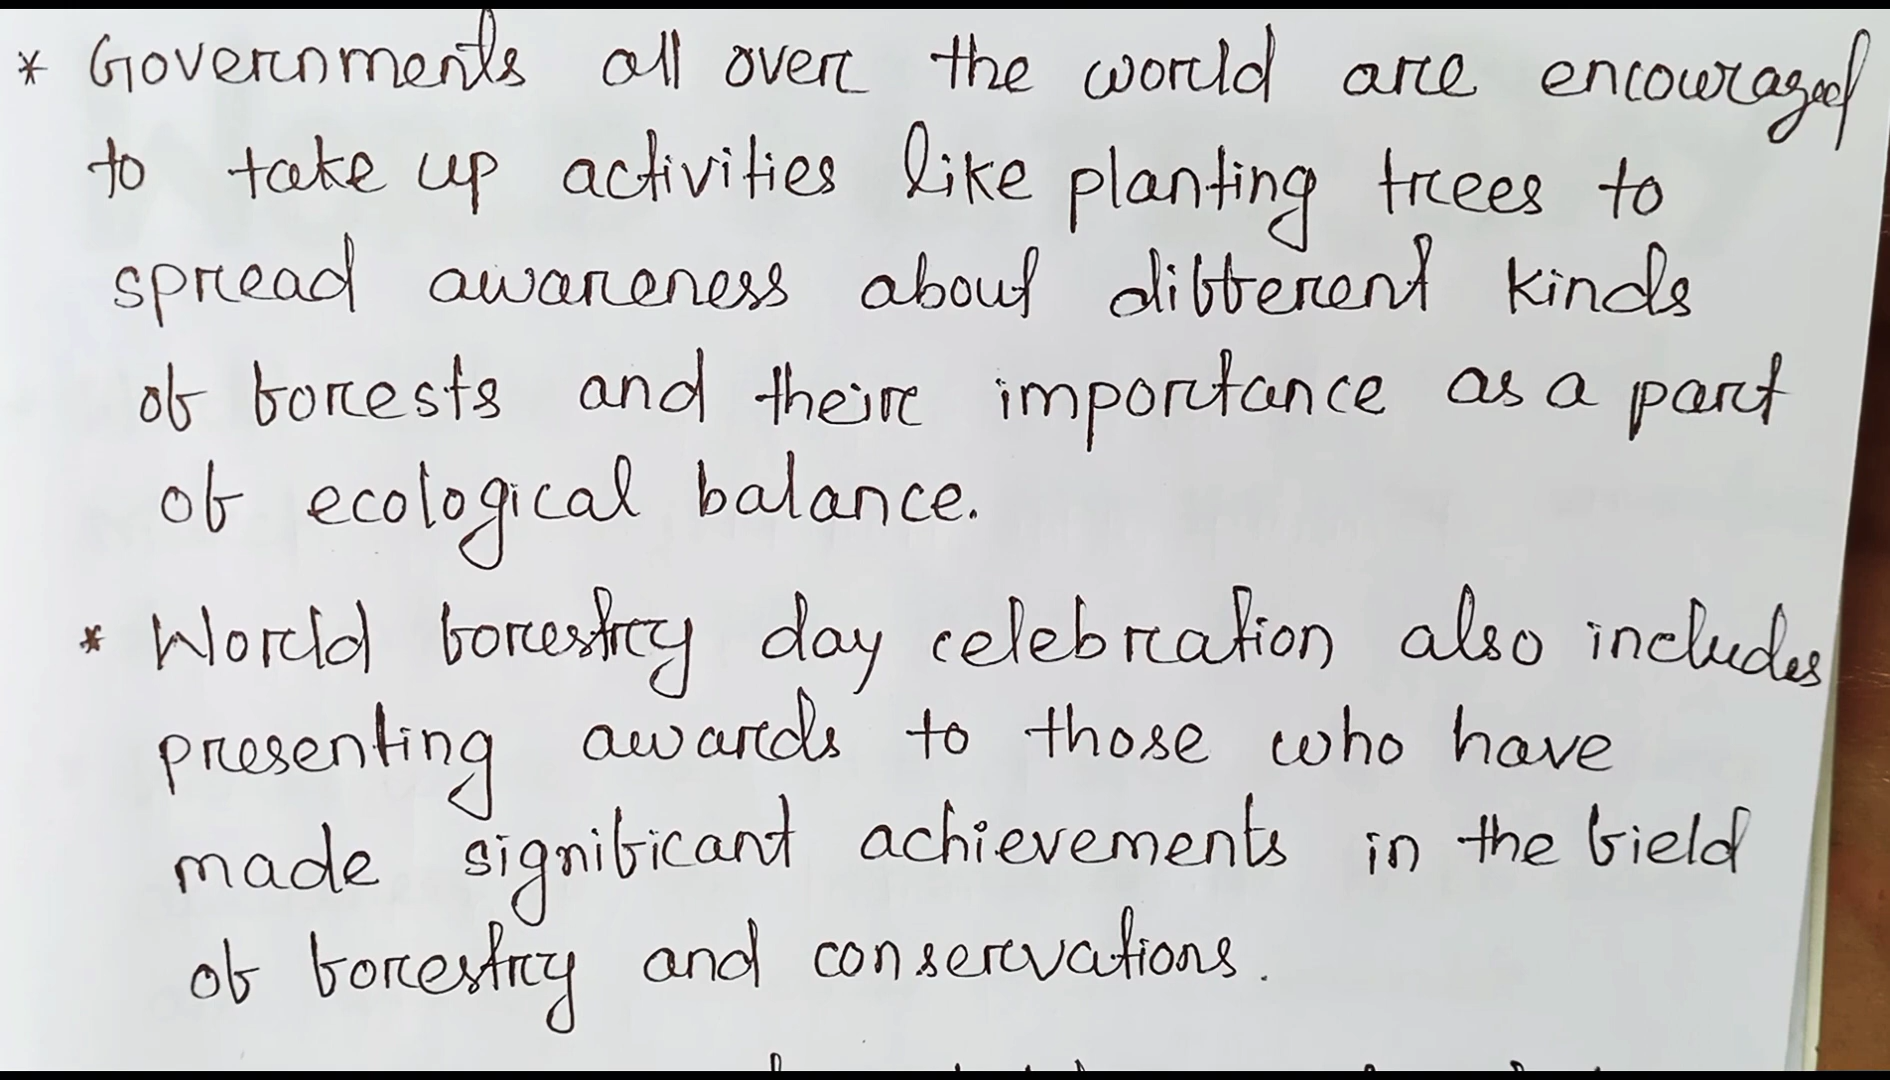 * Governments all over the world are encouraged
to take up activities like planting trees to
spread awareness about different kinds
of forests and their importance as a part
of ecological balance.
* World forestry day celebration also includes
presenting awards to those who have
made significant achievements in the field
of forestry and conservations.